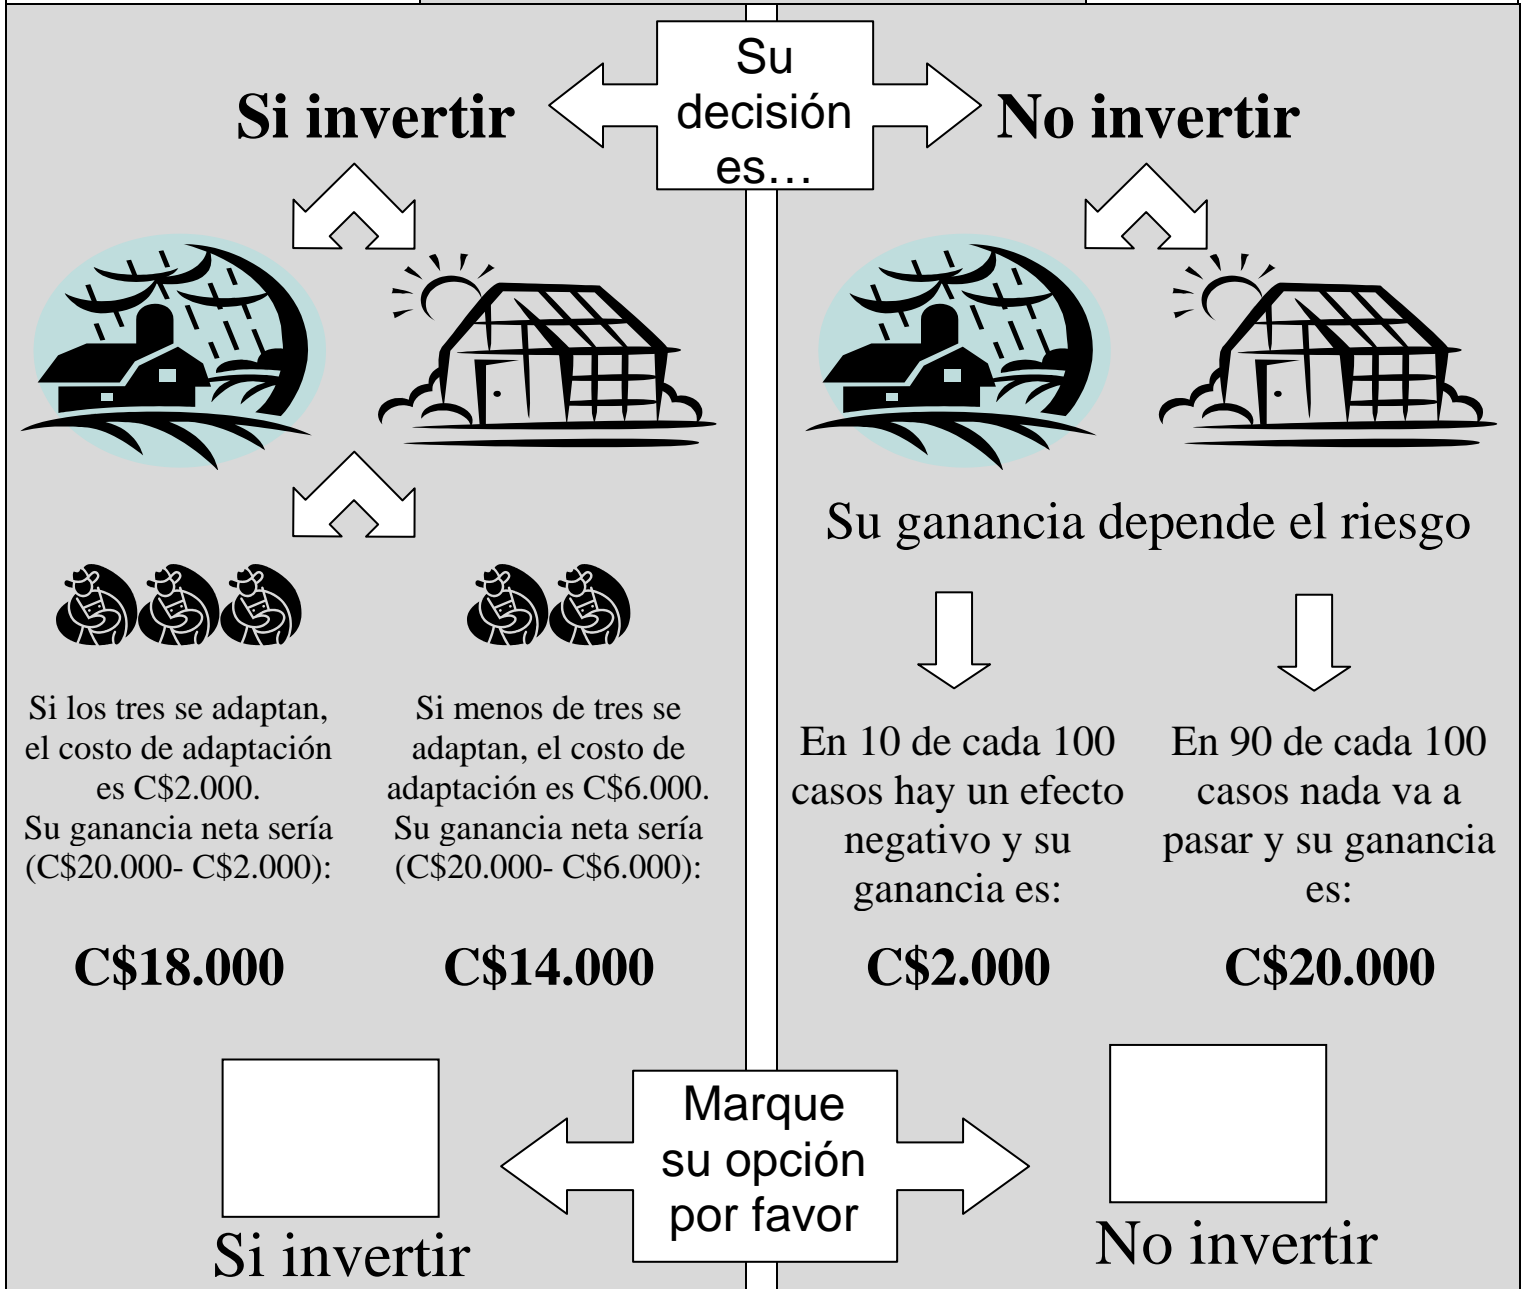 Su
decisión
es…
Si invertir
No invertir
Si los tres se adaptan,
el costo de adaptación
es C$2.000.
Su ganancia neta sería
(C$20.000- C$2.000):
C$18.000
Si menos de tres se
adaptan, el costo de
adaptación es C$6.000.
Su ganancia neta sería
(C$20.000- C$6.000):
C$14.000
Su ganancia depende el riesgo
En 10 de cada 100
casos hay un efecto
negativo y su
ganancia es:
C$2.000
En 90 de cada 100
casos nada va a
pasar y su ganancia
es:
C$20.000
Marque
su opción
por favor
Si invertir
No invertir